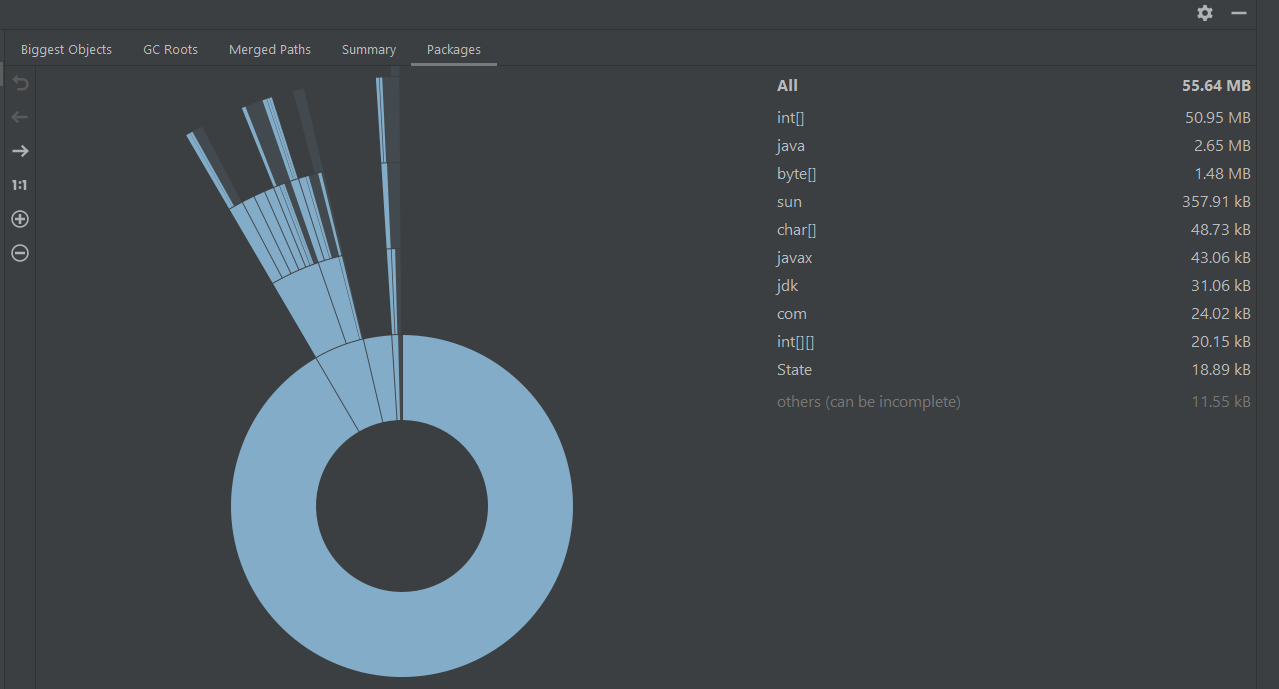 Biggest Objects GC Roots Merged Paths Summary Packages
All 55.64 MB
int[] 50.95 MB
java 2.65 MB
byte[] 1.48 MB
sun 357.91 kB
1:1
char[] 48.73 kB
javax 43.06 kB
jdk 31.06 kB
com 24.02 kB
int[][] 20.15 kB
State 18.89 kB
others (can be incomplete) 11.55 kB